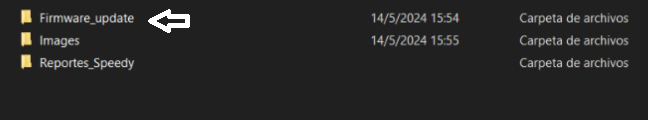 Firmware_update 14/5/2024 15:54 Carpeta de archivos
Images 14/5/2024 15:55 Carpeta de archivos
Reportes_Speedy Carpeta de archivos